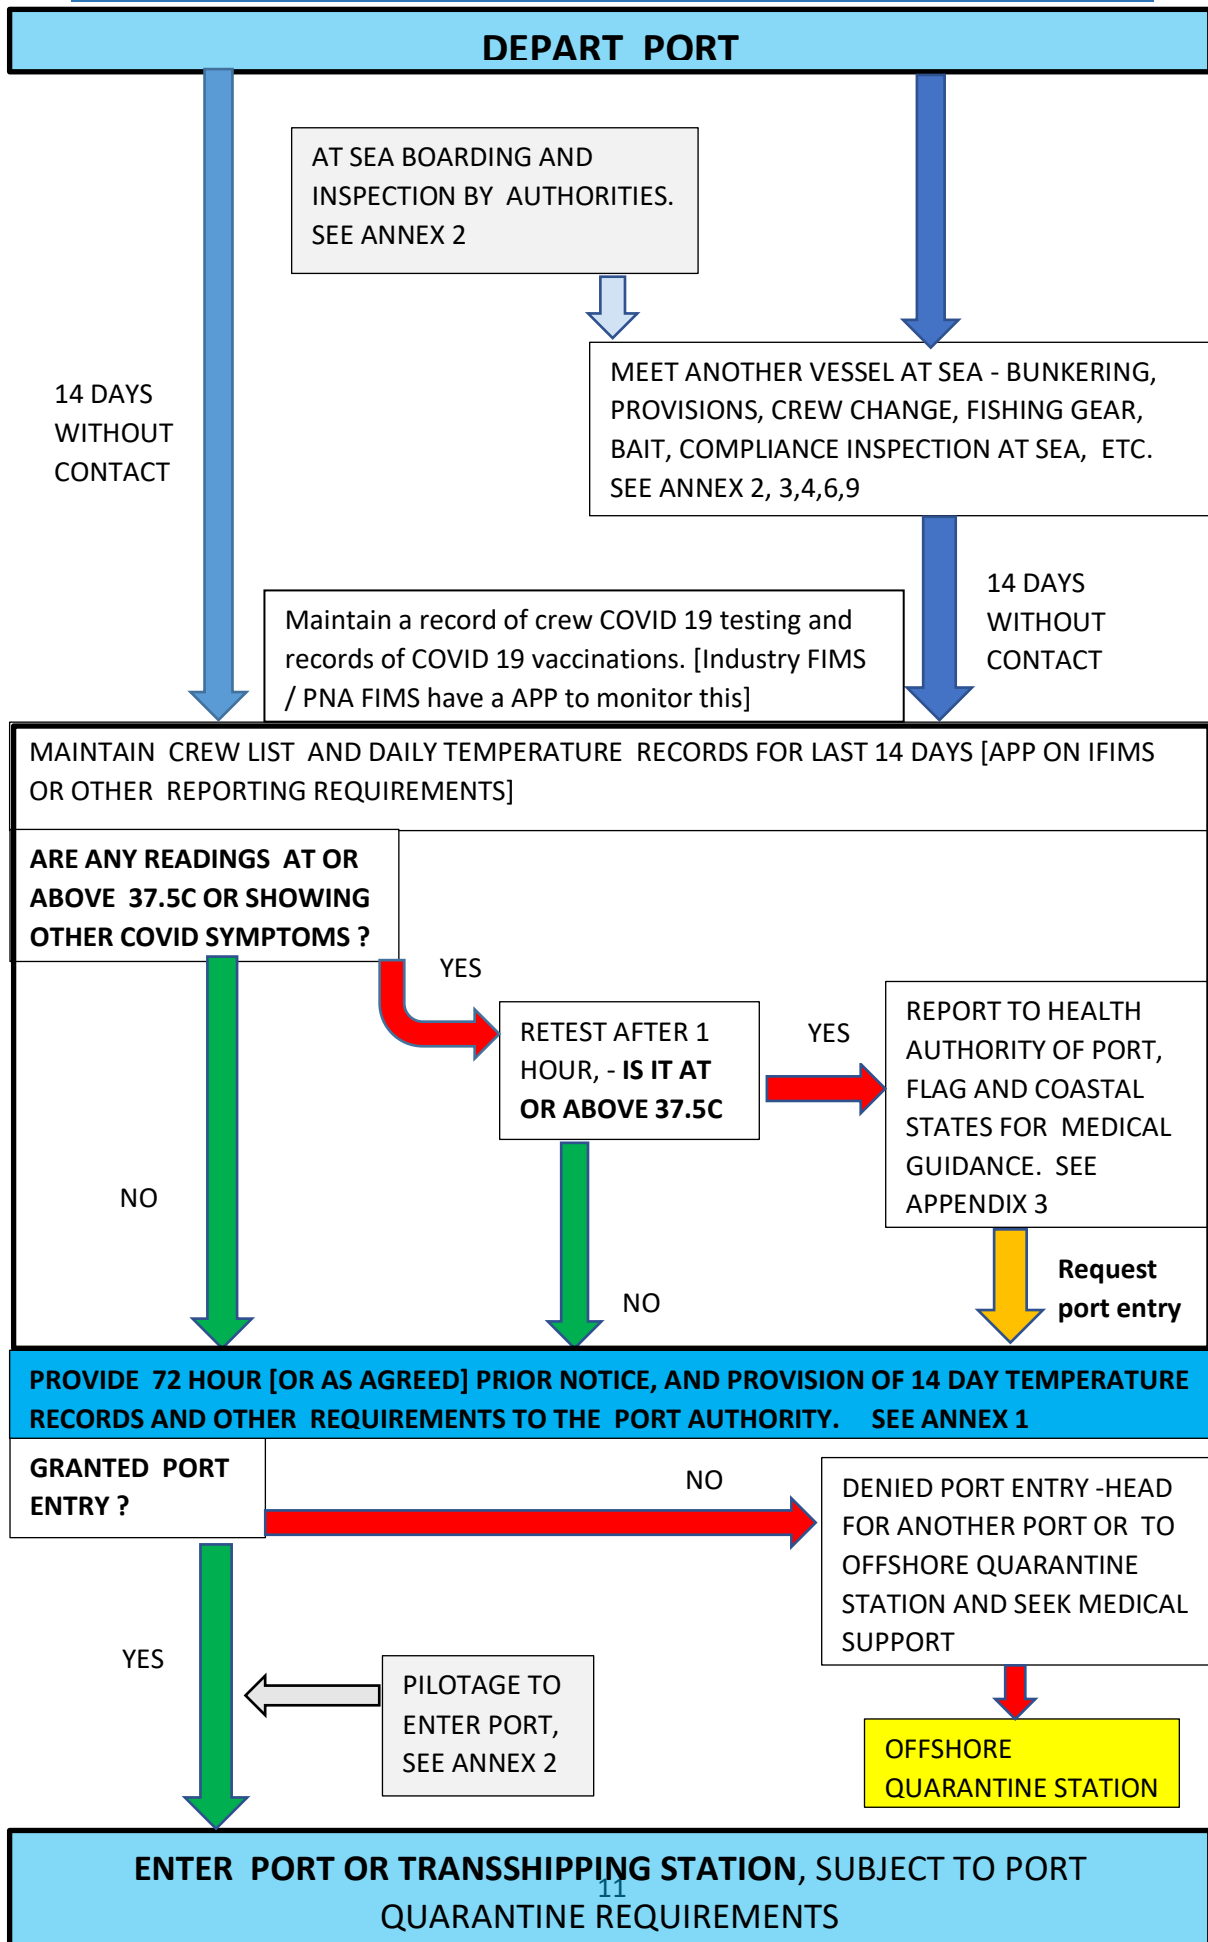 DEPART PORT
AT SEA BOARDING AND
INSPECTION BY AUTHORITIES.
SEE ANNEX 2
14 DAYS
WITHOUT
CONTACT
MEET ANOTHER VESSEL AT SEA - BUNKERING,
PROVISIONS, CREW CHANGE, FISHING GEAR,
BAIT, COMPLIANCE INSPECTION AT SEA, ETC.
SEE ANNEX 2, 3,4,6,9
14 DAYS
WITHOUT
CONTACT
Maintain a record of crew COVID 19 testing and
records of COVID 19 vaccinations. [Industry FIMS
/ PNA FIMS have a APP to monitor this]
MAINTAIN CREW LIST AND DAILY TEMPERATURE RECORDS FOR LAST 14 DAYS [APP ON IFIMS
OR OTHER REPORTING REQUIREMENTS]
ARE ANY READINGS AT OR
ABOVE 37.5C OR SHOWING
OTHER COVID SYMPTOMS ?
YES
RETEST AFTER 1
HOUR, - IS IT AT
OR ABOVE 37.5C
YES
REPORT TO HEALTH
AUTHORITY OF PORT,
FLAG AND COASTAL
STATES FOR MEDICAL
GUIDANCE. SEE
APPENDIX 3
NO
NO
Request
port entry
PROVIDE 72 HOUR [OR AS AGREED] PRIOR NOTICE, AND PROVISION OF 14 DAY TEMPERATURE
RECORDS AND OTHER REQUIREMENTS TO THE PORT AUTHORITY. SEE ANNEX 1
GRANTED PORT
ENTRY ?
NO
DENIED PORT ENTRY -HEAD
FOR ANOTHER PORT OR TO
OFFSHORE QUARANTINE
STATION AND SEEK MEDICAL
SUPPORT
YES
PILOTAGE TO
ENTER PORT,
SEE ANNEX 2
OFFSHORE
QUARANTINE STATION
ENTER PORT OR TRANSSHIPPING STATION, SUBJECT TO PORT
QUARANTINE REQUIREMENTS
11